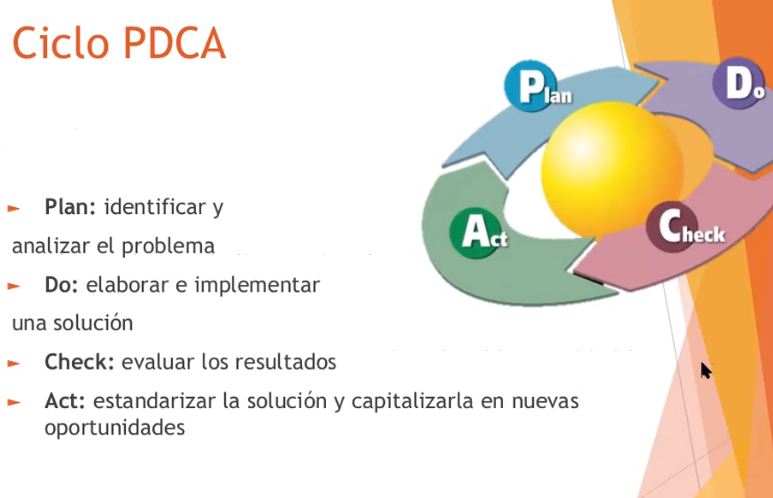 Ciclo PDCA
Plan
Do
Act
Check
► Plan: identificar y
analizar el problema
► Do: elaborar e implementar
una solución
► Check: evaluar los resultados
► Act: estandarizar la solución y capitalizarla en nuevas
oportunidades